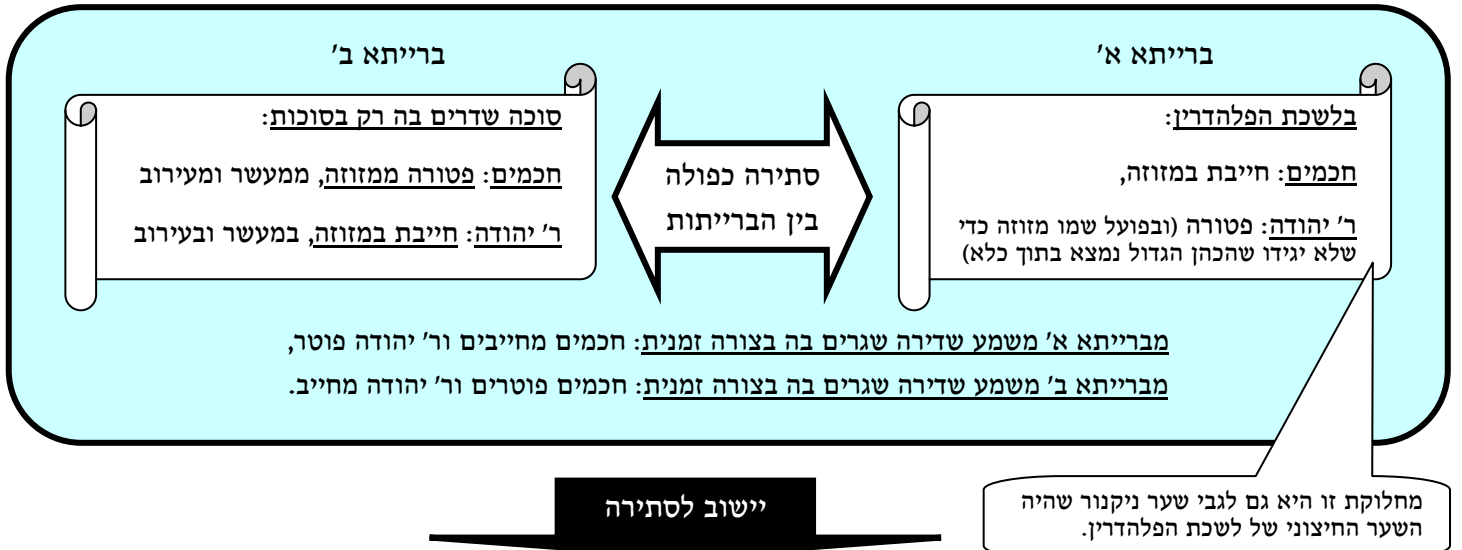 ברייתא א'
בלשכת הפלהדרין:
חכמים: חייבת במזוזה,
ר' יהודה: פטורה (ובפועל שמו מזוזה כדי
שלא יגידו שהכהן הגדול נמצא בתוך כלא)
סתירה כפולה
בין הברייתות
ברייתא ב'
סוכה שדרים בה רק בסוכות:
חכמים: פטורה ממזוזה, ממעשר ומעירוב
ר' יהודה: חייבת במזוזה, במעשר ובעירוב
מברייתא א' משמע שדירה שגרים בה בצורה זמנית: חכמים מחייבים ור' יהודה פוטר,
מברייתא ב' משמע שדירה שגרים בה בצורה זמנית: חכמים פוטרים ור' יהודה מחייב.
מחלוקת זו היא גם לגבי שער ניקנור שהיה
השער החיצוני של לשכת הפלהדרין.
יישוב לסתירה